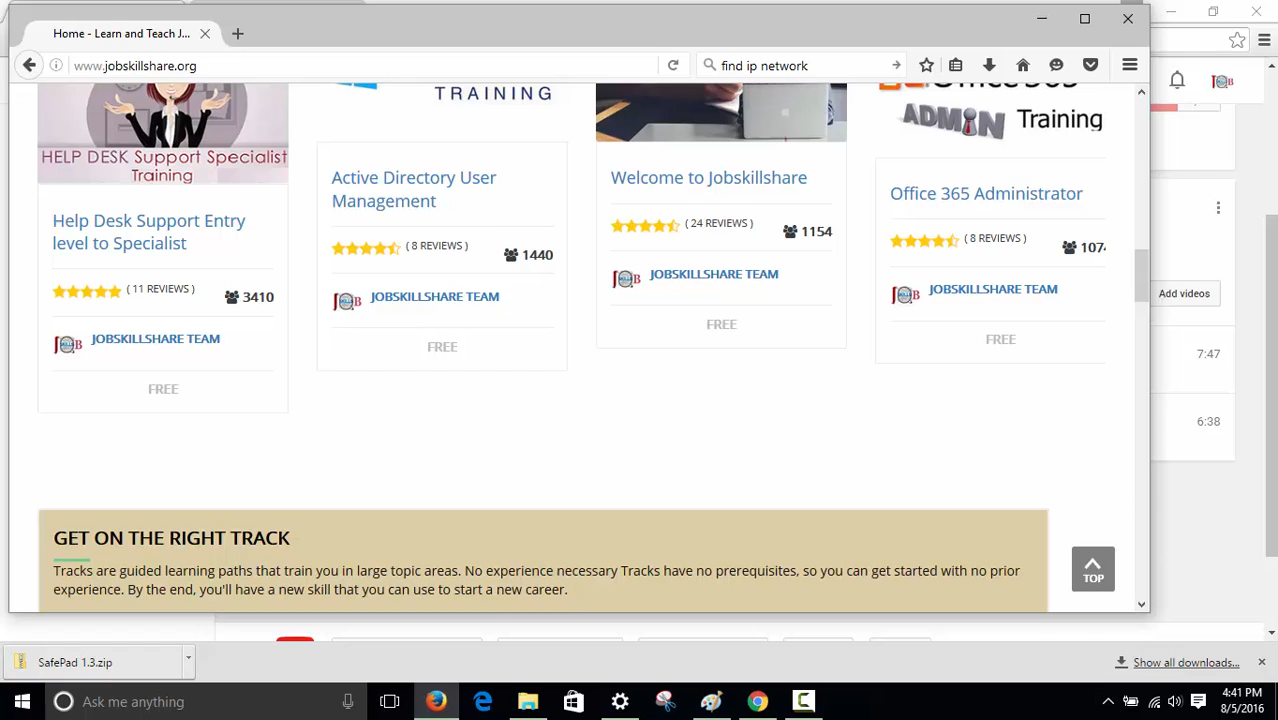 Home - Learn and Teach J...
www.jobskillshare.org
find ip network
TRAINING
Office 365
ADMIN Training
HELP DESK Support Specialist
Training
Help Desk Support Entry
level to Specialist
( 11 REVIEWS )
3410
JOBSKILLSHARE TEAM
FREE
Active Directory User
Management
( 8 REVIEWS )
1440
JOBSKILLSHARE TEAM
FREE
Welcome to Jobskillshare
( 24 REVIEWS )
1154
JOBSKILLSHARE TEAM
FREE
Office 365 Administrator
( 8 REVIEWS )
JOBSKILLSHARE TEAM
FREE
Add videos
7:47
6:38
GET ON THE RIGHT TRACK
Tracks are guided learning paths that train you in large topic areas. No experience necessary Tracks have no prerequisites, so you can get started with no prior
experience. By the end, you'll have a new skill that you can use to start a new career.
TOP
SafePad 1.3.zip
Show all downloads...
Ask me anything
4:41 PM
8/5/2016